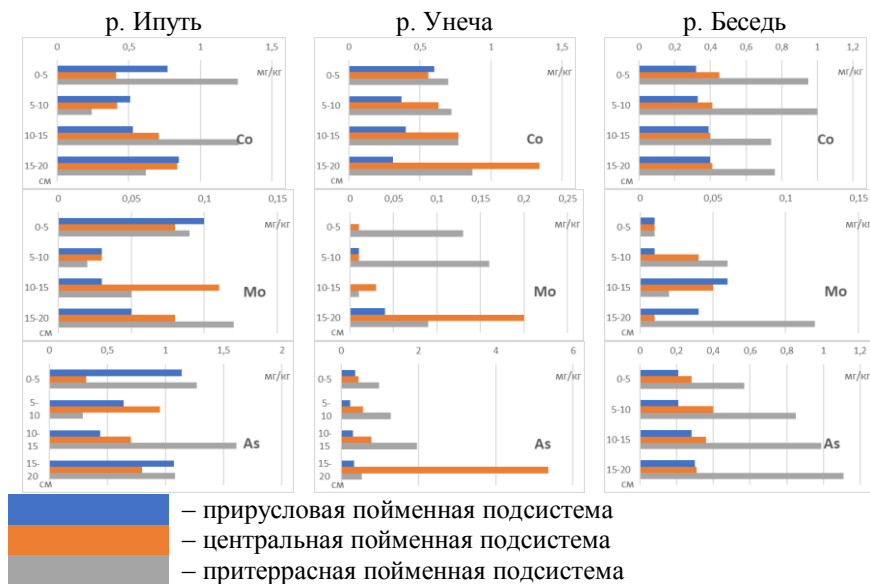 р. Ипуть
р. Унеча
р. Беседь
0 0,5 1 1,5
мг/кг
0-5
5-10
10-15
15-20
см
Co
0 0,5 1 1,5
мг/кг
0-5
5-10
10-15
15-20
см
Co
0 0,2 0,4 0,6 0,8 1 1,2
мг/кг
0-5
5-10
10-15
15-20
см
Co
0 0,05 0,1 0,15
мг/кг
0-5
5-10
10-15
15-20
см
Mo
0 0,05 0,1 0,15 0,2 0,25
мг/кг
0-5
5-10
10-15
15-20
см
Mo
0 0,05 0,1 0,15
мг/кг
0-5
5-10
10-15
15-20
см
Mo
0 0,5 1 1,5 2
мг/кг
0-5
5-
10
10-
15
15-
20
см
As
0 2 4 6
мг/кг
0-5
5-
10
10-
15
15-
20
см
As
0 0,2 0,4 0,6 0,8 1 1,2
мг/кг
0-5
5-10
10-15
15-20
см
As
– прирусловая пойменная подсистема
– центральная пойменная подсистема
– притеррасная пойменная подсистема